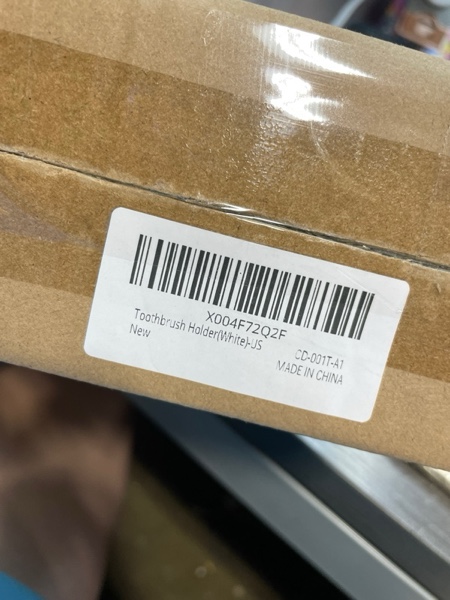 X004F72Q2F
Toothbrush Holder(White)-US
New
CD-001T-A1
MADE IN CHINA